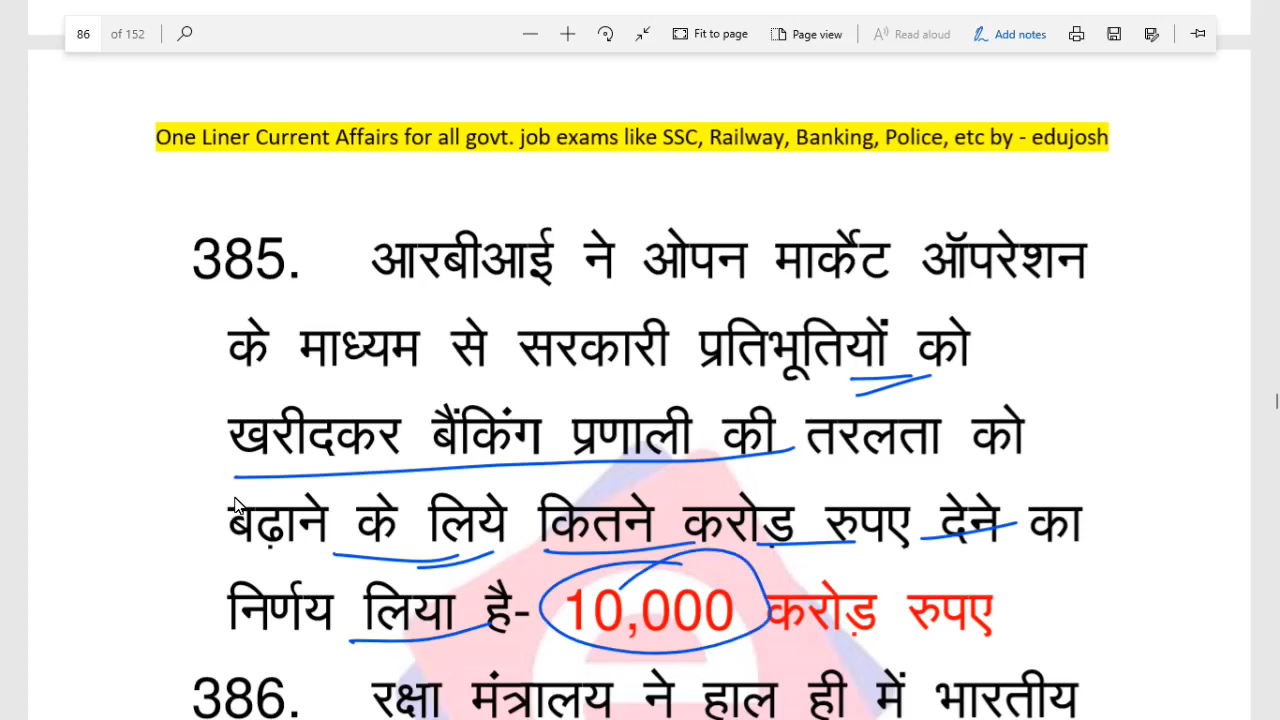 86 of 152 Fit to page Page view Read aloud Add notes
One Liner Current Affairs for all govt. job exams like SSC, Railway, Banking, Police, etc by - edujosh
385. आरबीआई ने ओपन मार्केट ऑपरेशन
के माध्यम से सरकारी प्रतिभूतियों को
खरीदकर बैंकिंग प्रणाली की तरलता को
बढ़ाने के लिये कितने करोड़ रुपए देने का
निर्णय लिया है- 10,000 करोड़ रुपए
386. रक्षा मंत्रालय ने हाल ही में भारतीय